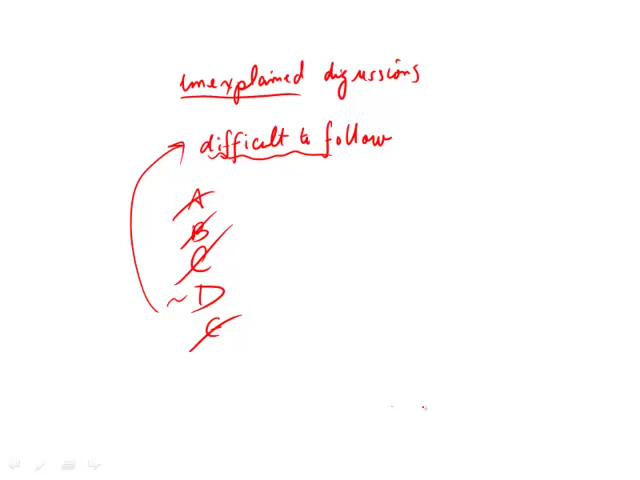 unexplained digressions
difficult to follow
A
B
C
~ D
E